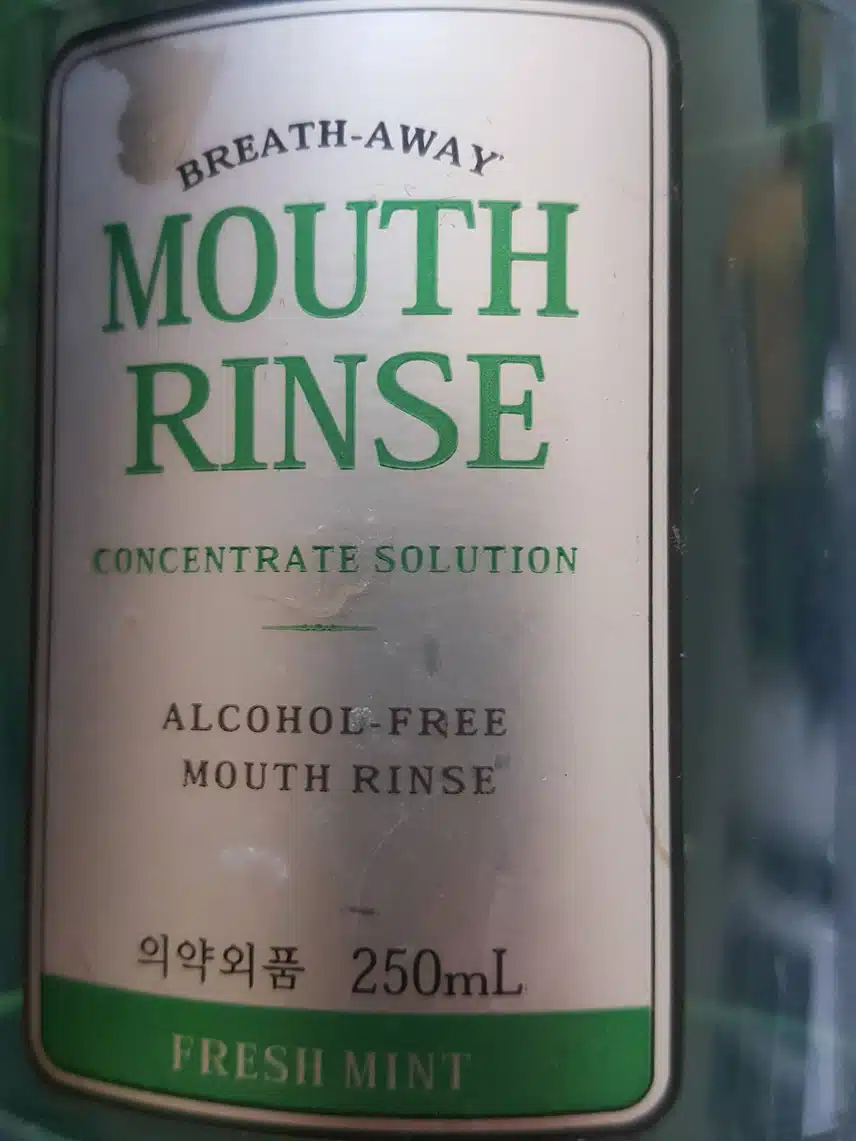 BREATH-AWAY
MOUTH
RINSE
CONCENTRATE SOLUTION
ALCOHOL-FREE
MOUTH RINSE
의약외품 250mL
FRESH MINT